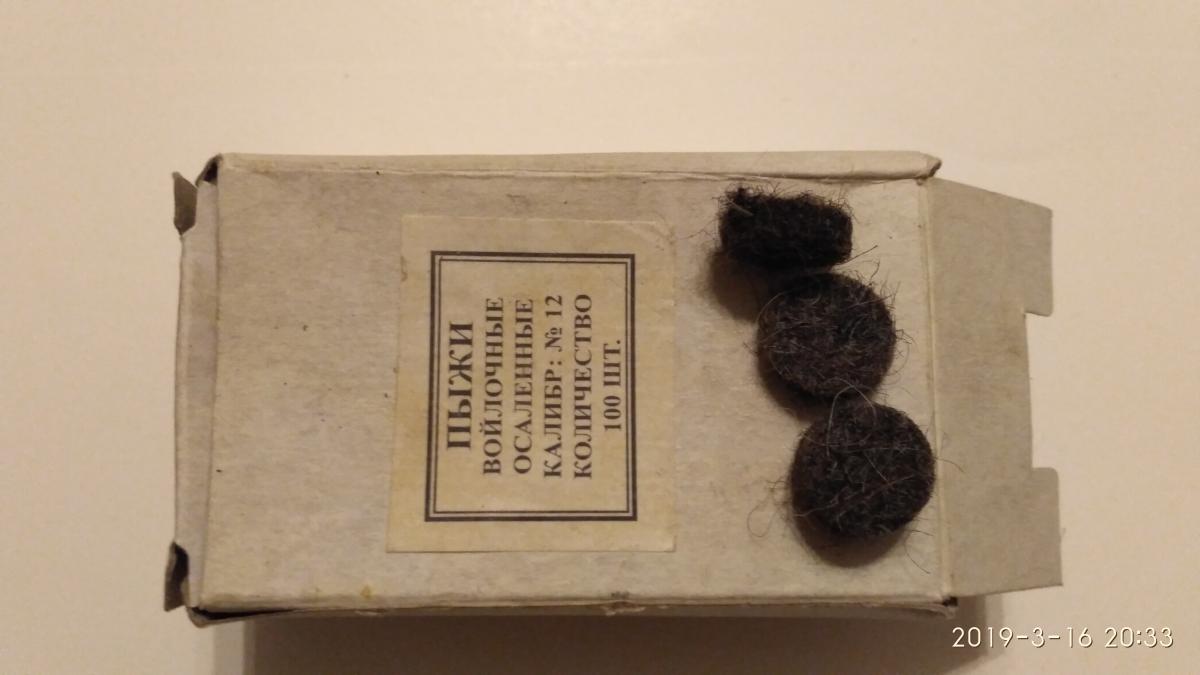 ПЫЖИ
ВОЙЛОЧНЫЕ
ОСАЛЕННЫЕ
КАЛИБР: № 12
КОЛИЧЕСТВО
100 ШТ.
2019-3-16 20:33